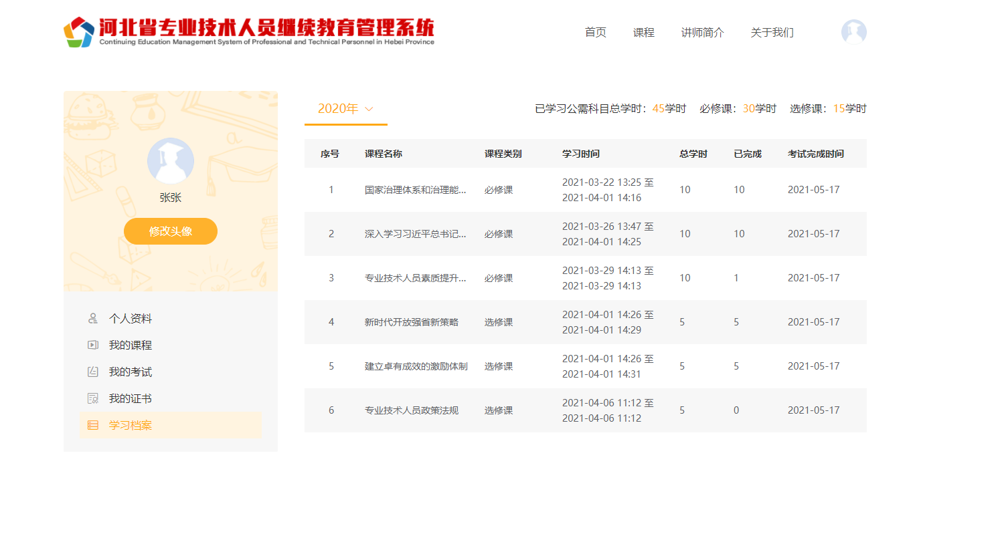 河北省专业技术人员继续教育管理系统
Continuing Education Management System of Professional and Technical Personnel in Hebei Province
首页 课程 讲师简介 关于我们
张张
修改头像
个人资料
我的课程
我的考试
我的证书
学习档案
2020年
已学习公需科目总学时：45学时 必修课：30学时 选修课：15学时
序号 课程名称 课程类别 学习时间 总学时 已完成 考试完成时间
1 国家治理体系和治理能... 必修课 2021-03-22 13:25 至 10 10 2021-05-17
2021-04-01 14:16
2 深入学习习近平总书记... 必修课 2021-03-26 13:47 至 10 10 2021-05-17
2021-04-01 14:25
3 专业技术人员素质提升... 必修课 2021-03-29 14:13 至 10 1 2021-05-17
2021-03-29 14:13
4 新时代开放强省新策略 选修课 2021-04-01 14:26 至 5 5 2021-05-17
2021-04-01 14:29
5 建立卓有成效的激励体制 选修课 2021-04-01 14:26 至 5 5 2021-05-17
2021-04-01 14:31
6 专业技术人员政策法规 选修课 2021-04-06 11:12 至 5 0 2021-05-17
2021-04-06 11:12